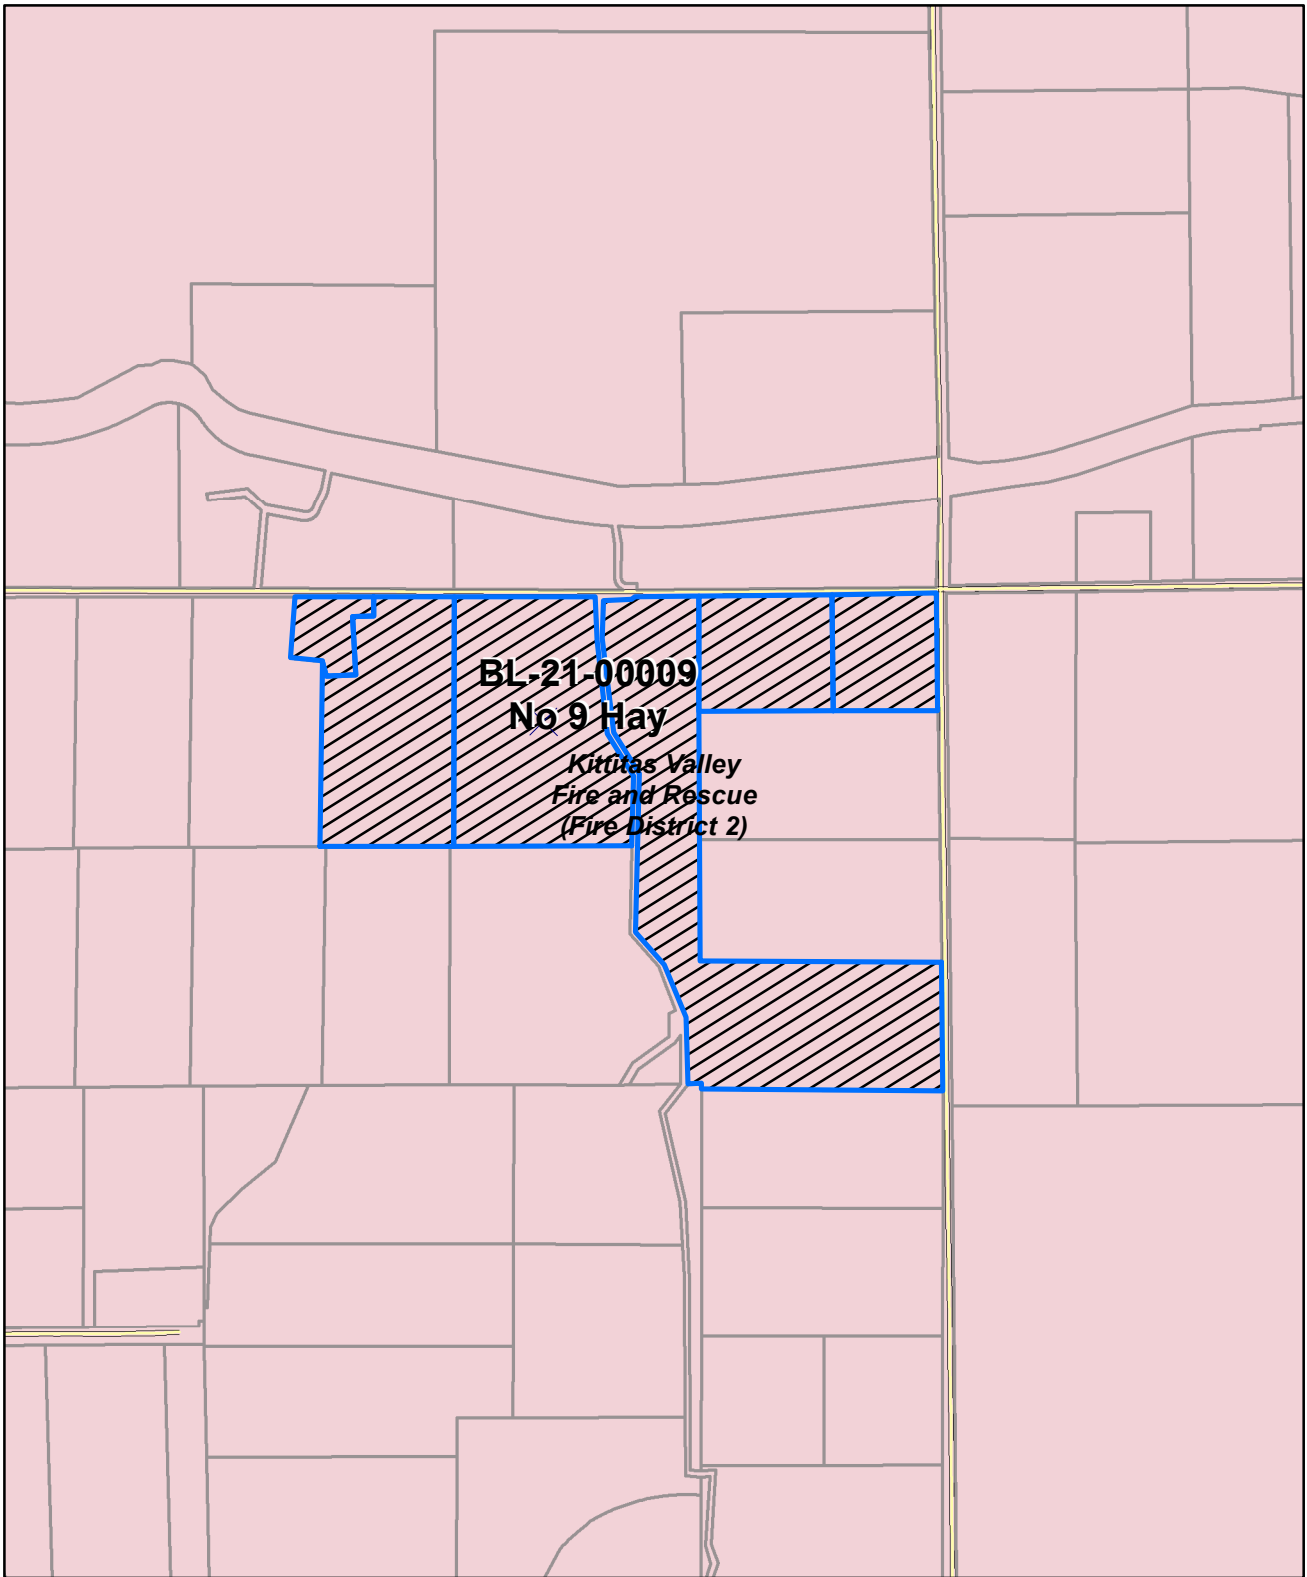 BL-21-00009
No 9 Hay
Kittitas Valley
Fire and Rescue
(Fire District 2)